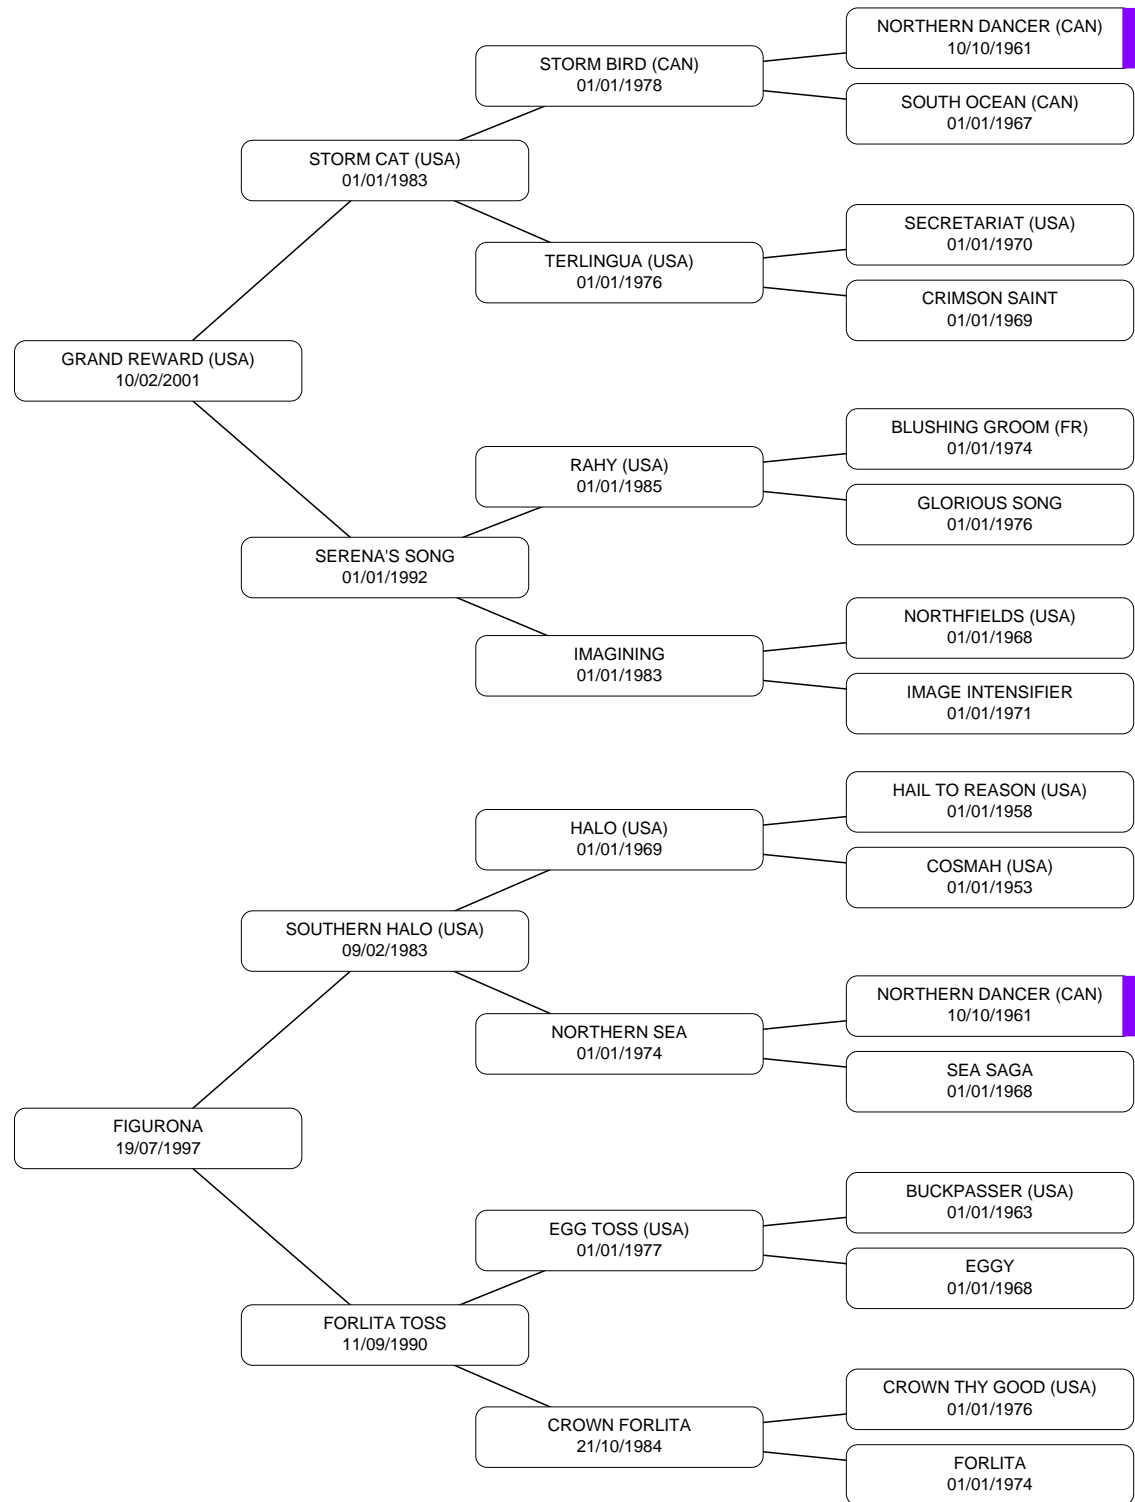 NORTHERN DANCER (CAN)
10/10/1961
STORM BIRD (CAN)
01/01/1978
SOUTH OCEAN (CAN)
01/01/1967
STORM CAT (USA)
01/01/1983
SECRETARIAT (USA)
01/01/1970
TERLINGUA (USA)
01/01/1976
CRIMSON SAINT
01/01/1969
GRAND REWARD (USA)
10/02/2001
BLUSHING GROOM (FR)
01/01/1974
RAHY (USA)
01/01/1985
GLORIOUS SONG
01/01/1976
SERENA'S SONG
01/01/1992
NORTHFIELDS (USA)
01/01/1968
IMAGINING
01/01/1983
IMAGE INTENSIFIER
01/01/1971
HAIL TO REASON (USA)
01/01/1958
HALO (USA)
01/01/1969
COSMAH (USA)
01/01/1953
SOUTHERN HALO (USA)
09/02/1983
NORTHERN DANCER (CAN)
10/10/1961
NORTHERN SEA
01/01/1974
SEA SAGA
01/01/1968
FIGURONA
19/07/1997
BUCKPASSER (USA)
01/01/1963
EGG TOSS (USA)
01/01/1977
EGGY
01/01/1968
FORLITA TOSS
11/09/1990
CROWN THY GOOD (USA)
01/01/1976
CROWN FORLITA
21/10/1984
FORLITA
01/01/1974